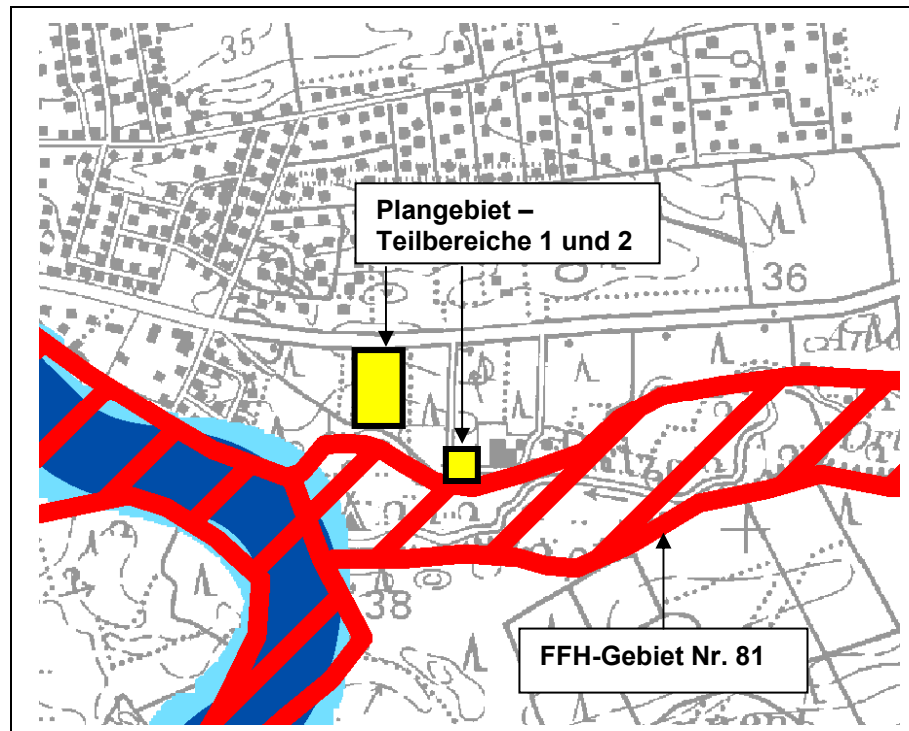 35
Plangebiet –
Teilbereiche 1 und 2
36
38
FFH-Gebiet Nr. 81